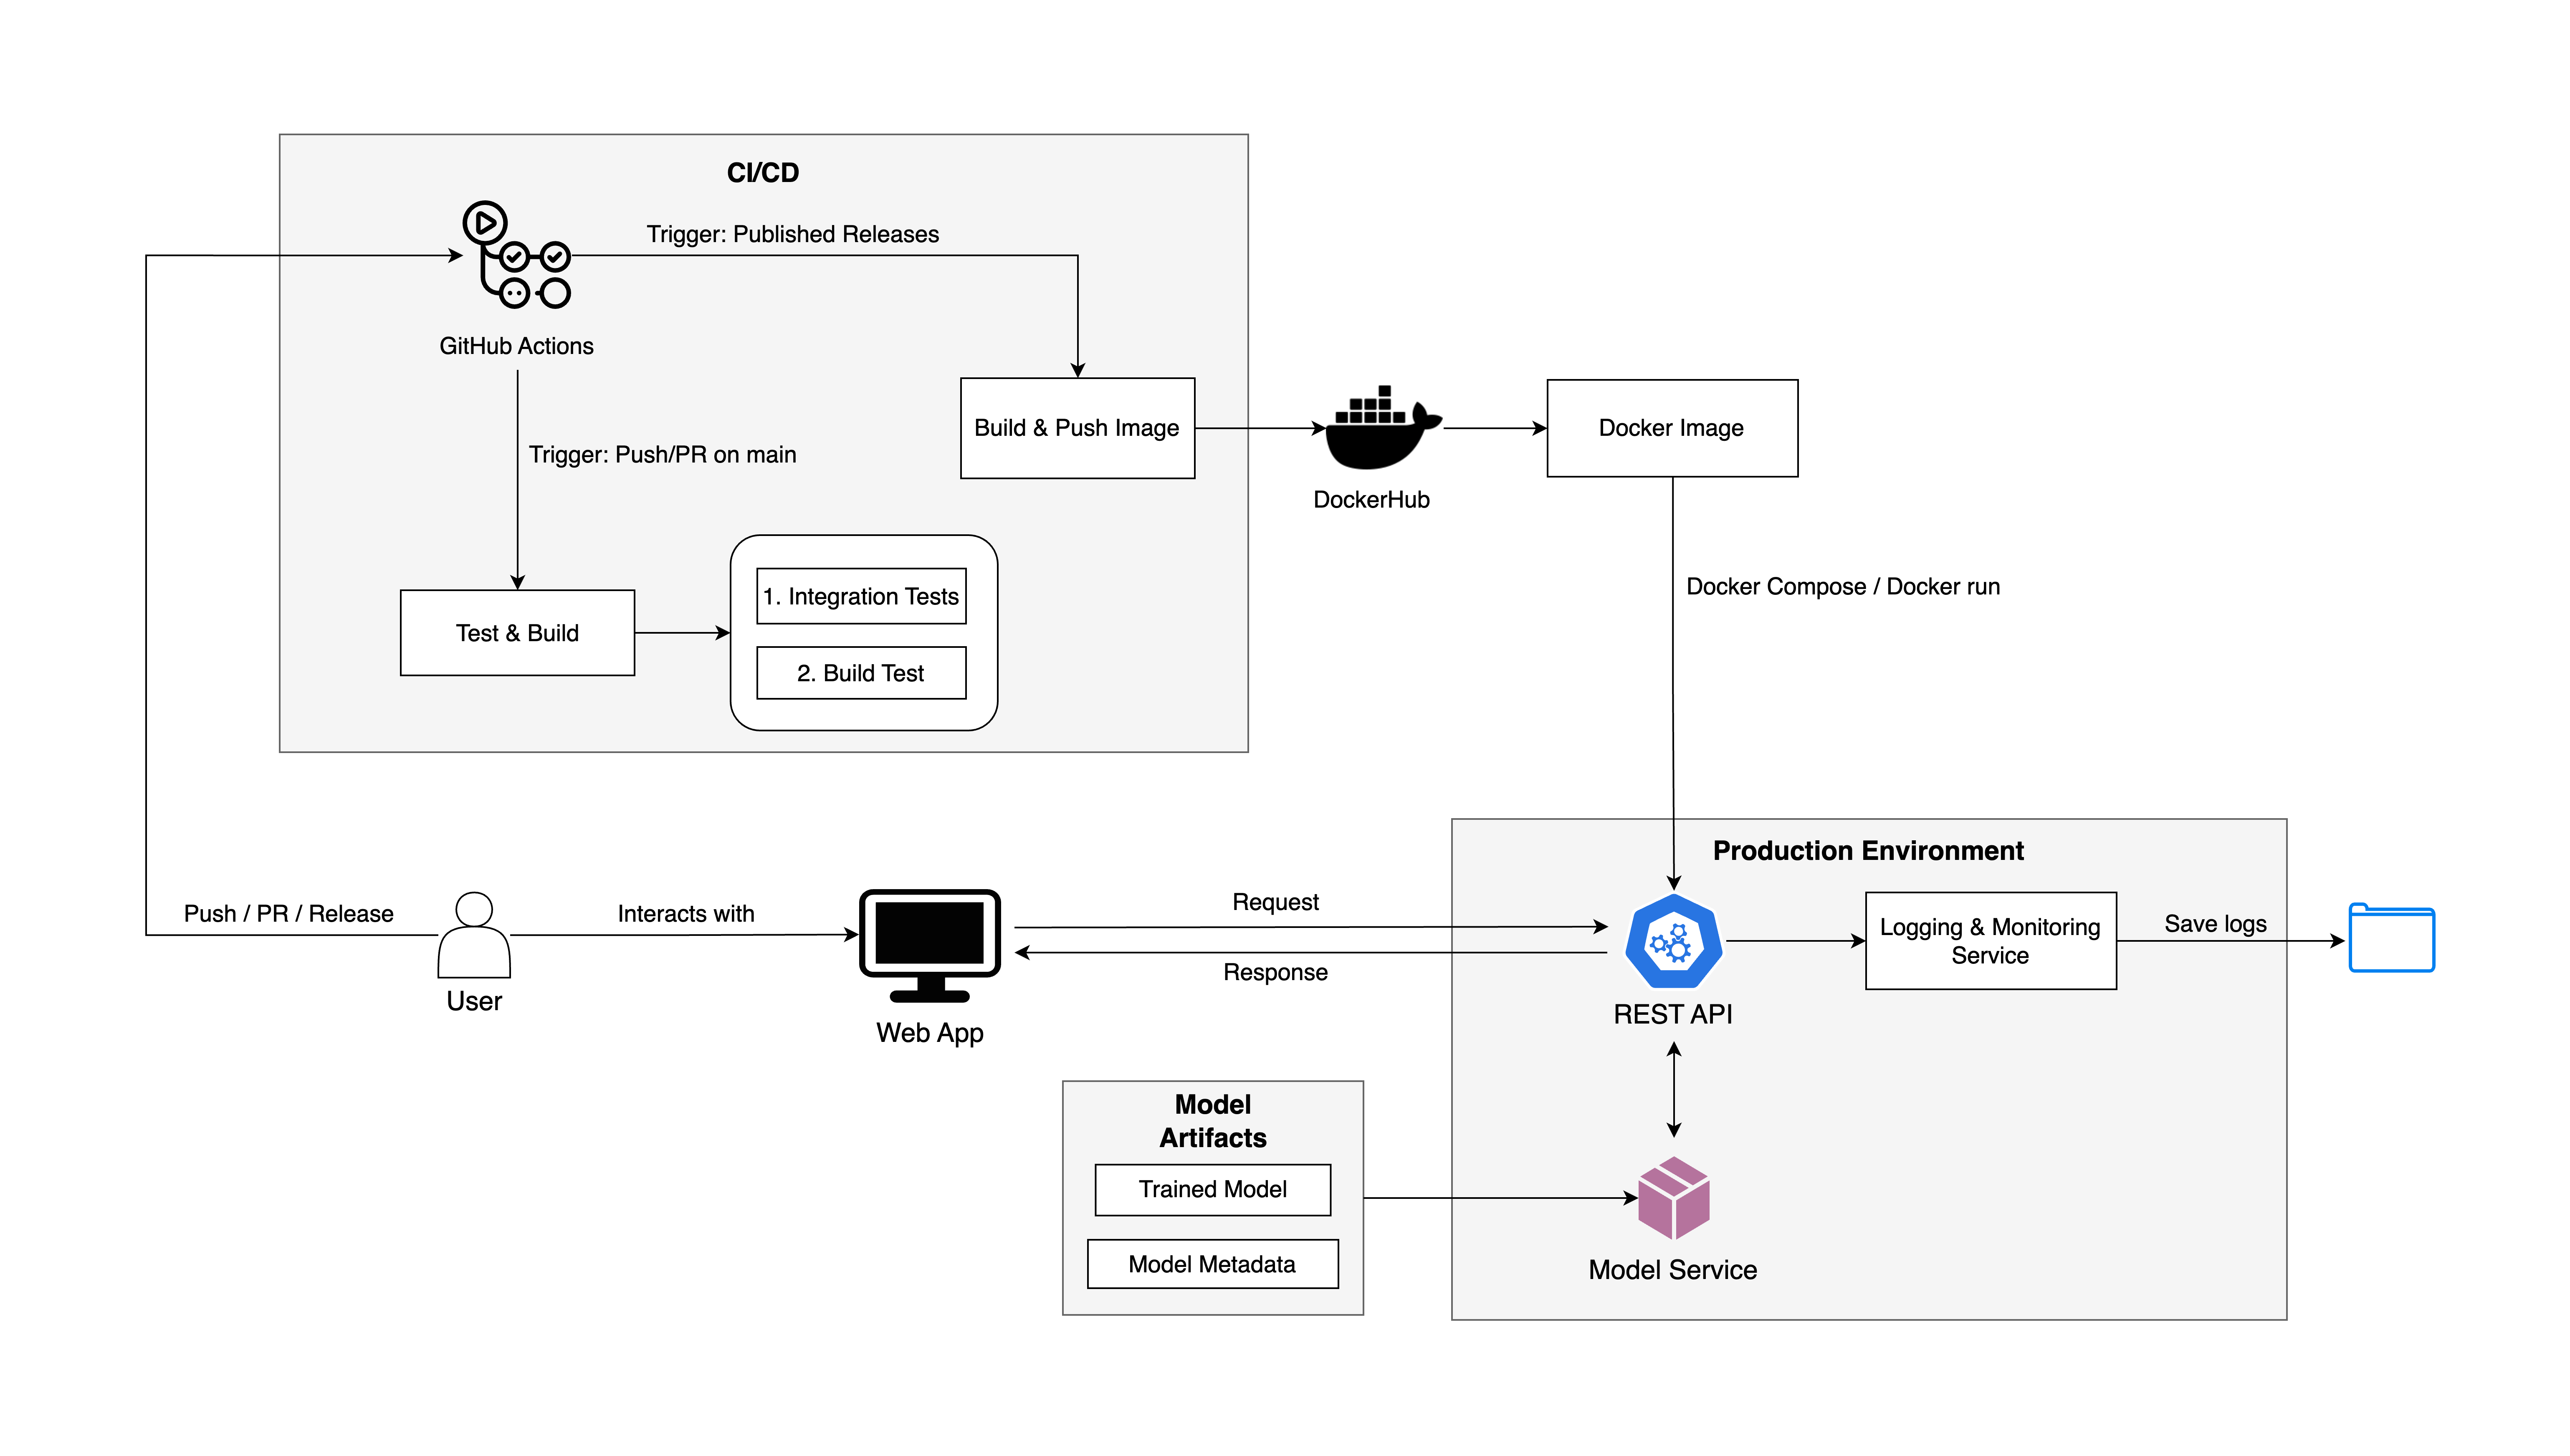 CI/CD
Trigger: Published Releases
GitHub Actions
Build & Push Image
Docker Image
Trigger: Push/PR on main
DockerHub
Docker Compose / Docker run
1. Integration Tests
Test & Build
2. Build Test
Production Environment
Push / PR / Release
Interacts with
Request
Logging & Monitoring
Service
Save logs
Response
User
REST API
Web App
Model
Artifacts
Trained Model
Model Metadata
Model Service